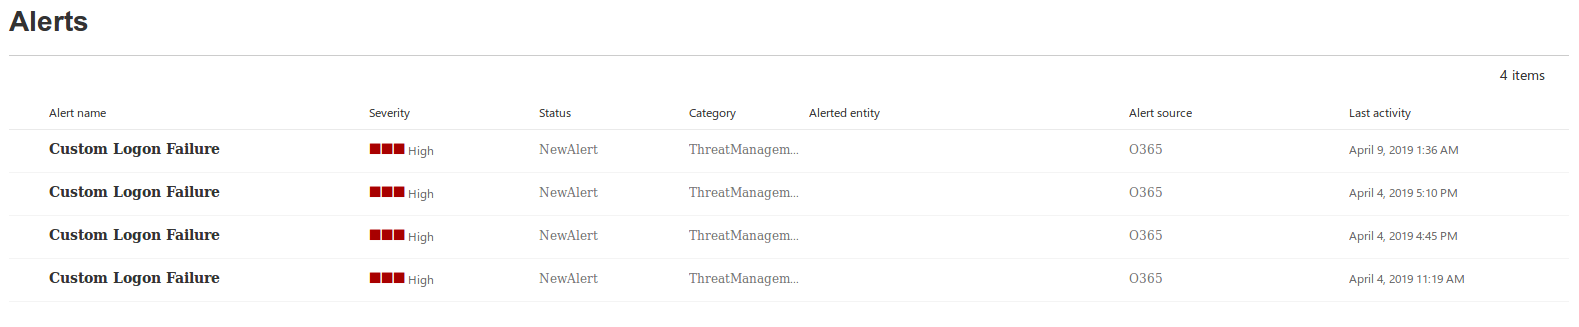 Alerts
4 items
Alert name Severity Status Category Alerted entity Alert source Last activity
Custom Logon Failure High NewAlert ThreatManagem... O365 April 9, 2019 1:36 AM
Custom Logon Failure High NewAlert ThreatManagem... O365 April 4, 2019 5:10 PM
Custom Logon Failure High NewAlert ThreatManagem... O365 April 4, 2019 4:45 PM
Custom Logon Failure High NewAlert ThreatManagem... O365 April 4, 2019 11:19 AM